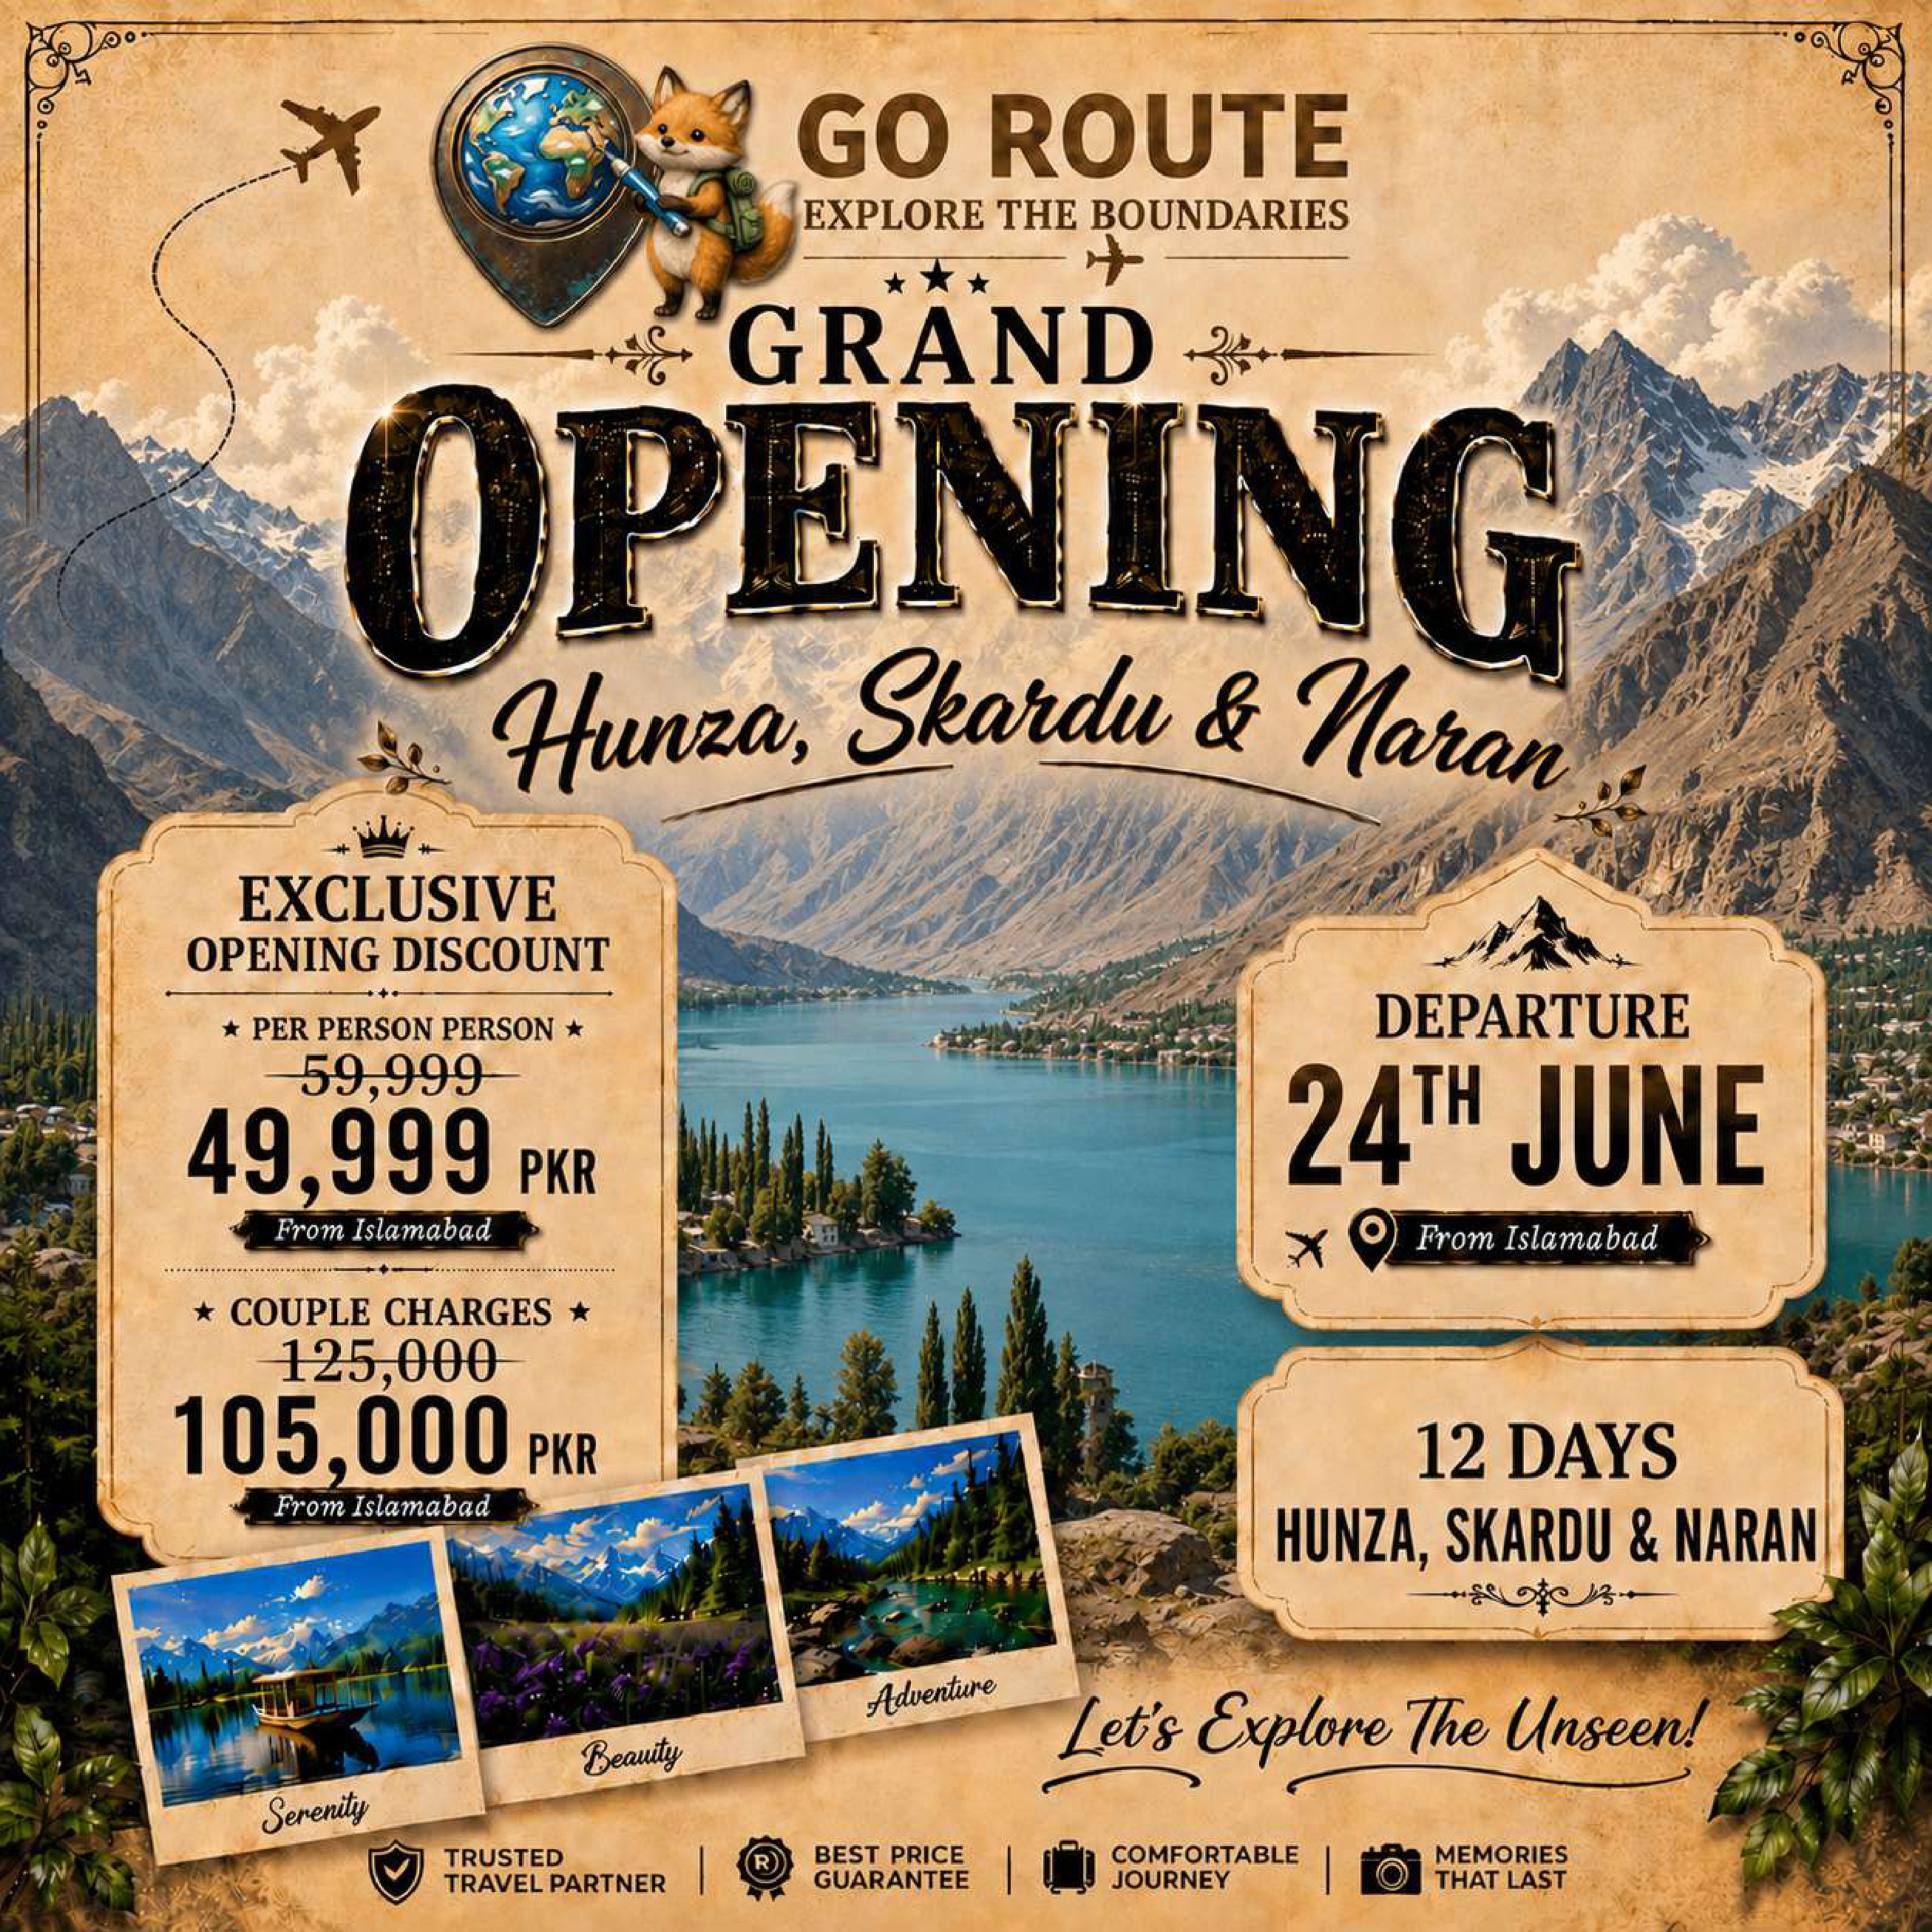 GO ROUTE
EXPLORE THE BOUNDARIES
GRAND
OPENING
Hunza, Skardu & Naran
EXCLUSIVE
OPENING DISCOUNT
PER PERSON PERSON
59,999
49,999 PKR
From Islamabad
COUPLE CHARGES
125,000
105,000 PKR
From Islamabad
DEPARTURE
24TH JUNE
From Islamabad
12 DAYS
HUNZA, SKARDU & NARAN
Serenity
Beauity
Adventure
Let's Explore The Unseen!
TRUSTED
TRAVEL PARTNER
R
BEST PRICE
GUARANTEE
COMFORTABLE
JOURNEY
MEMORIES
THAT LAST